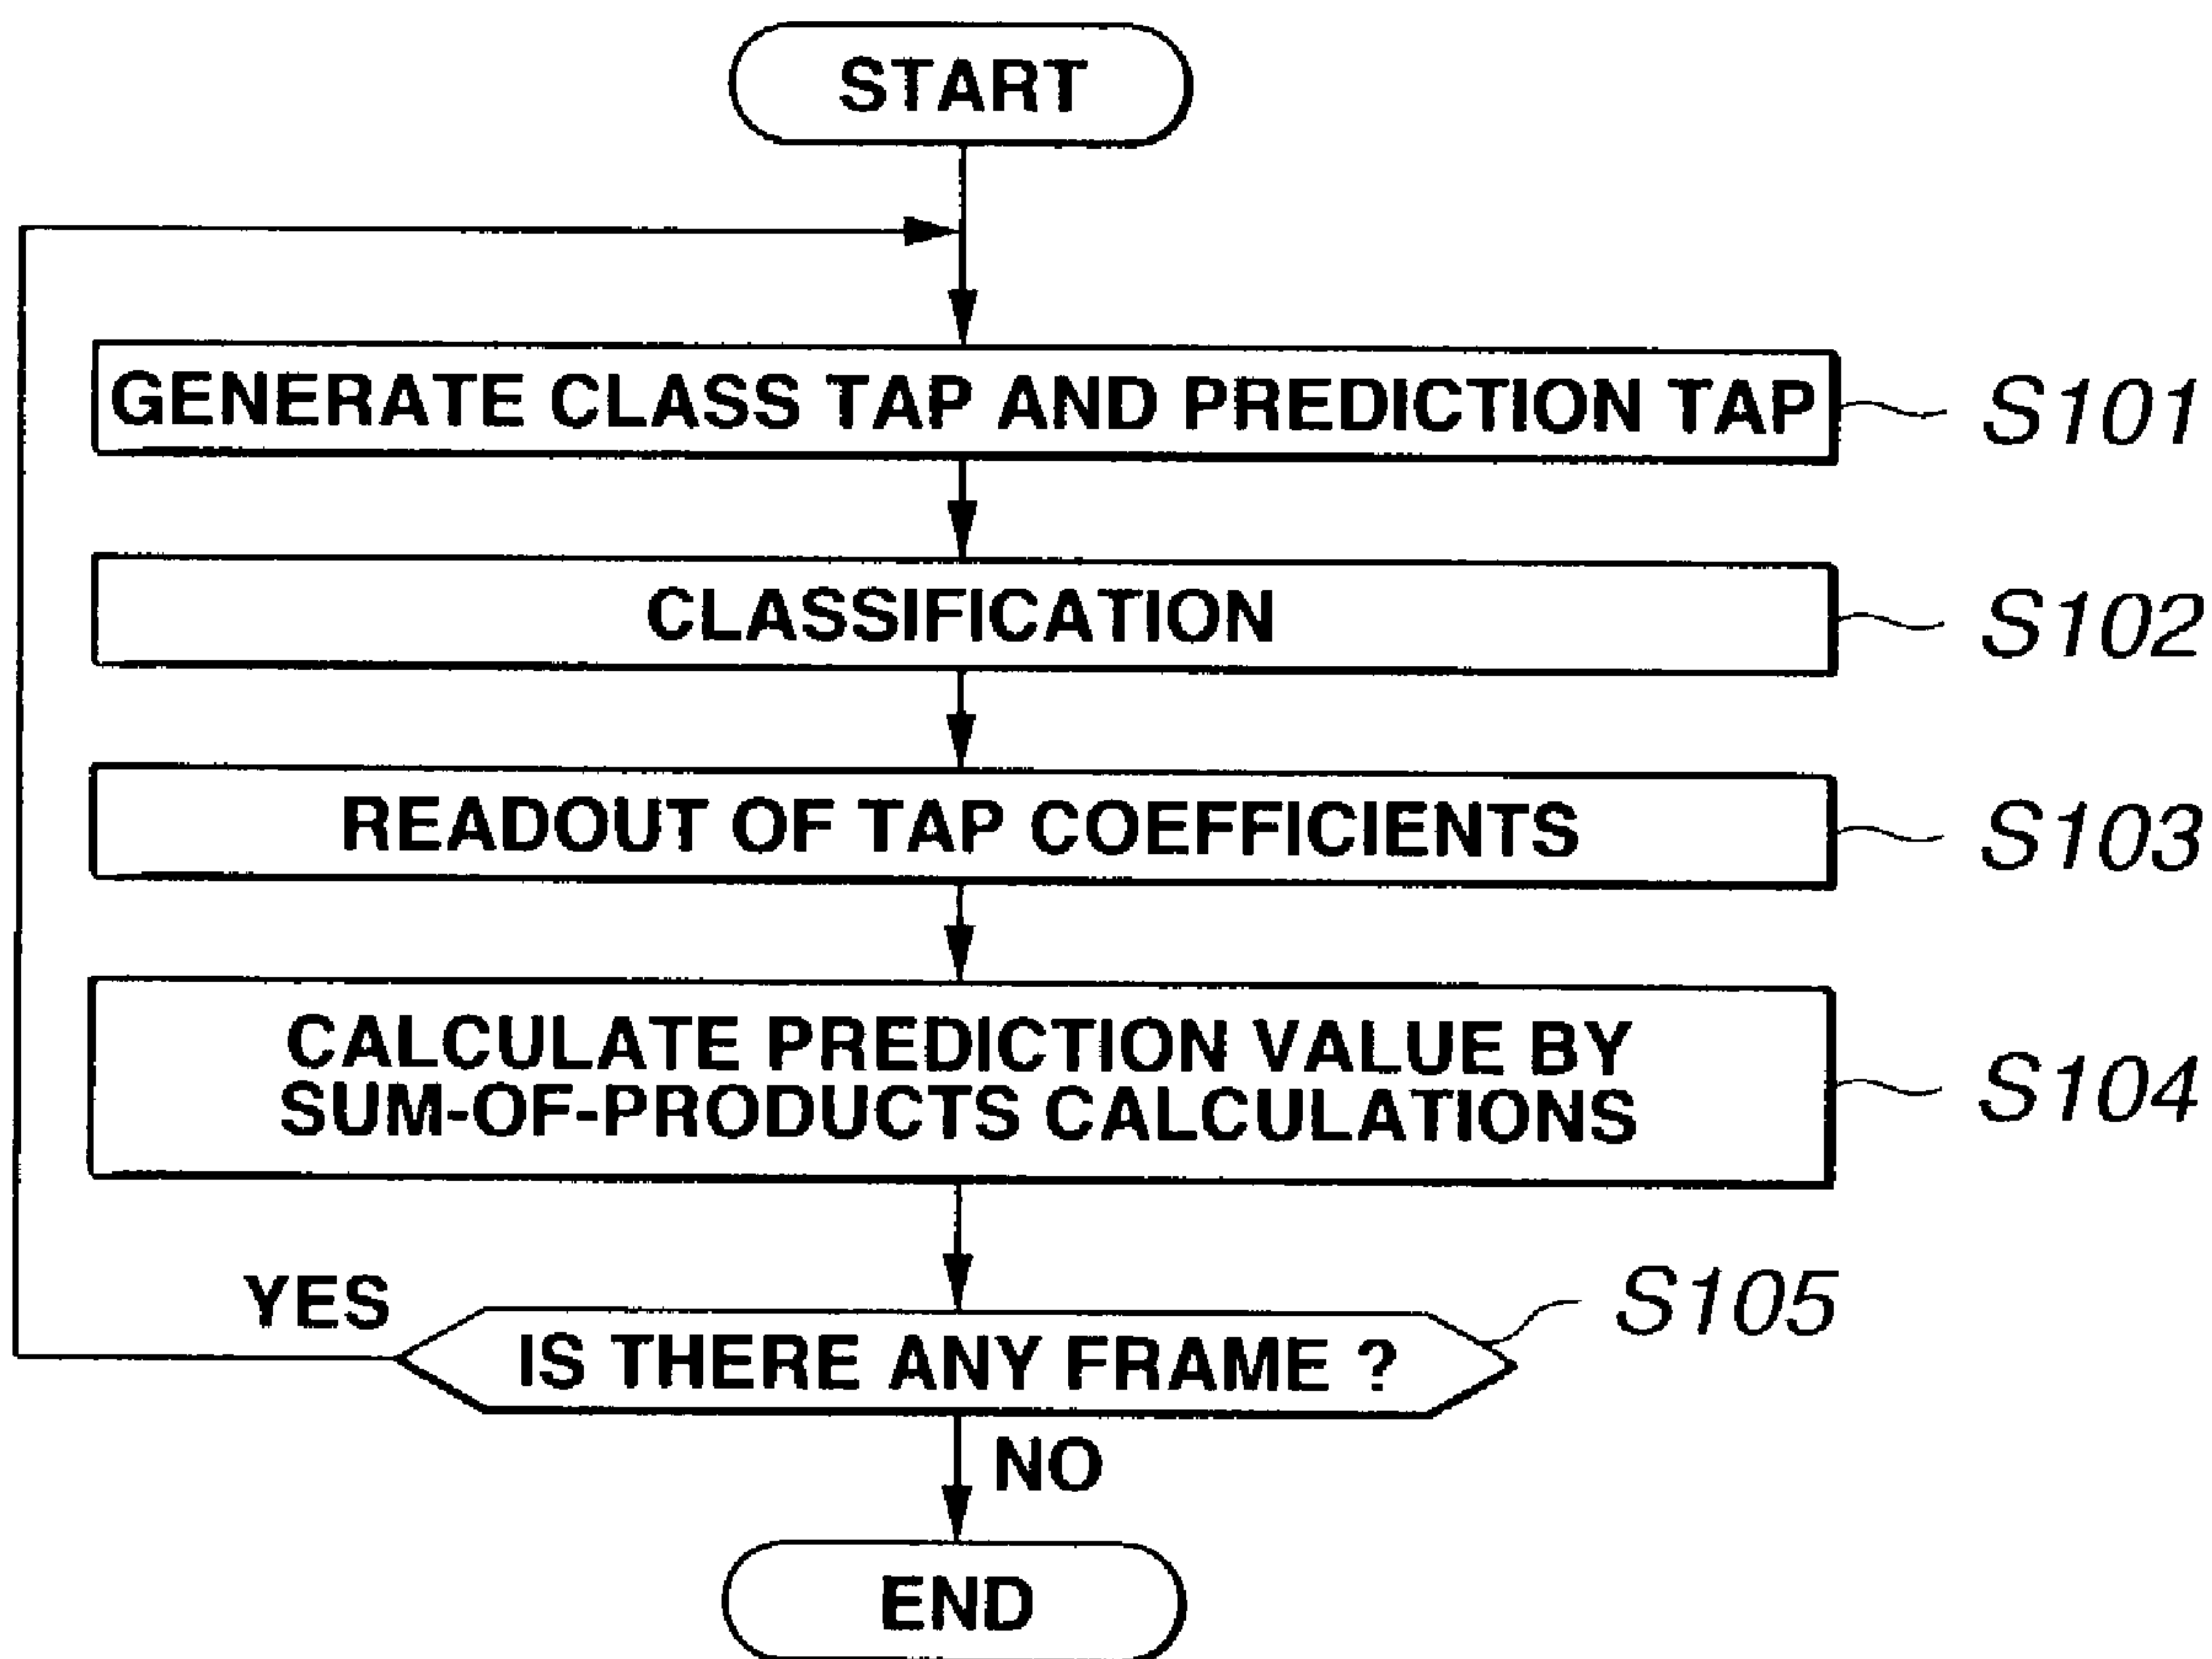 START
GENERATE CLASS TAP AND PREDICTION TAP
S101
CLASSIFICATION
S102
READOUT OF TAP COEFFICIENTS
S103
CALCULATE PREDICTION VALUE BY
SUM-OF-PRODUCTS CALCULATIONS
S104
YES
S105
IS THERE ANY FRAME ?
NO
END